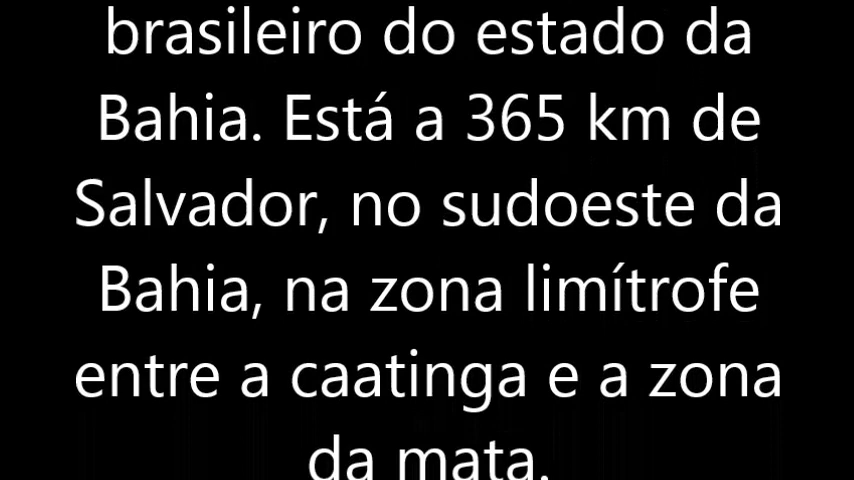 brasileiro do estado da
Bahia. Está a 365 km de
Salvador, no sudoeste da
Bahia, na zona limítrofe
entre a caatinga e a zona
da mata.